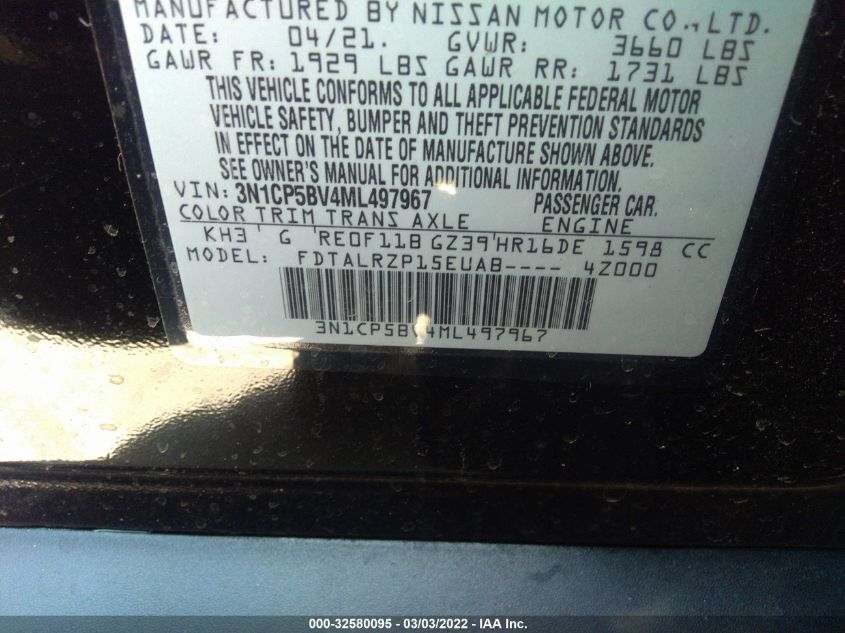 MANUFACTURED BY NISSAN MOTOR CO., LTD.
DATE: 04/21. GVWR: 3660 LBS
GAWR FR: 1929 LBS GAWR RR: 1731 LBS
THIS VEHICLE CONFORMS TO ALL APPLICABLE FEDERAL MOTOR
VEHICLE SAFETY, BUMPER AND THEFT PREVENTION STANDARDS
IN EFFECT ON THE DATE OF MANUFACTURE SHOWN ABOVE.
SEE OWNER'S MANUAL FOR ADDITIONAL INFORMATION.
VIN: 3N1CP5BV4ML497967 PASSENGER CAR.
COLOR TRIM TRANS AXLE ENGINE
KH3 G RE0F11B GZ39 HR16DE 1598 CC
MODEL: FDTALRZP15EUAB---- 4Z000
3N1CP5BV4ML497967
000-32580095 - 03/03/2022 - IAA Inc.